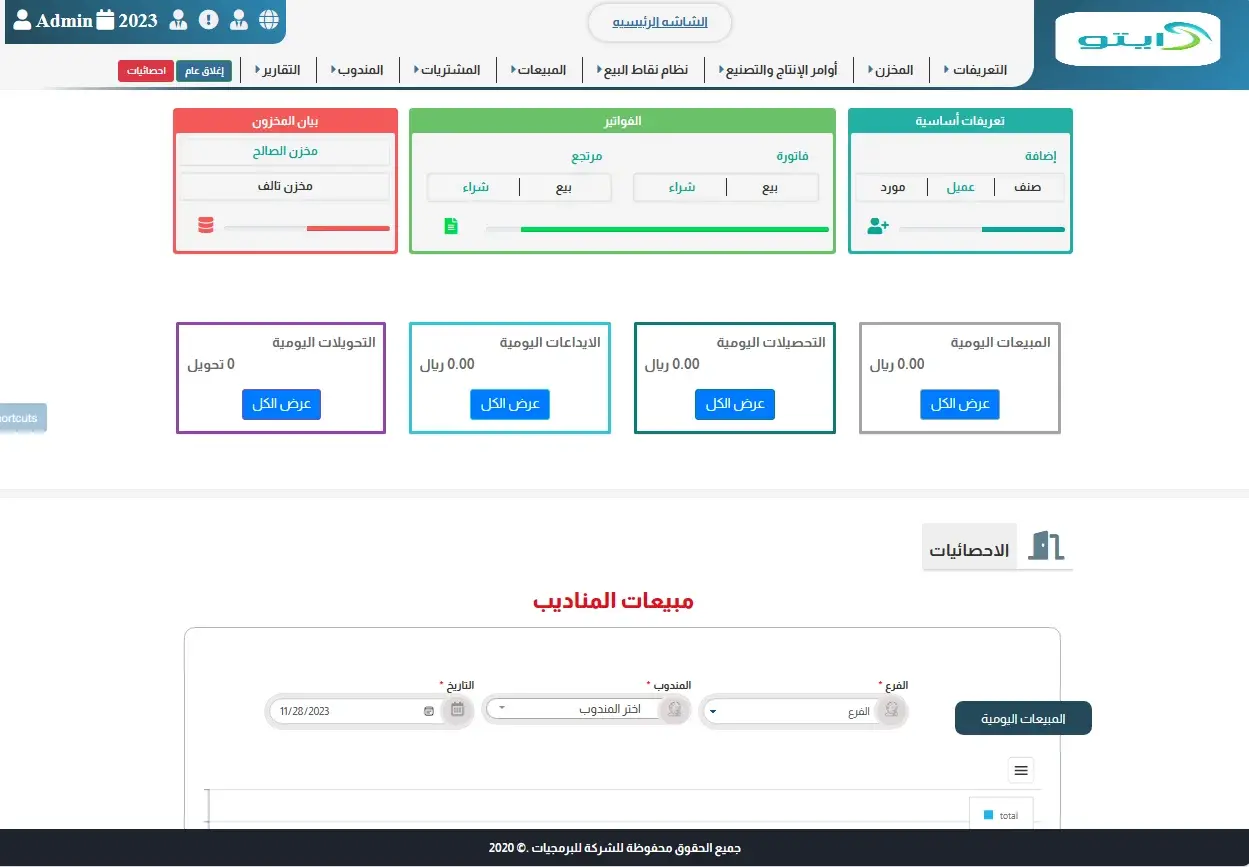 Admin 2023
الشاشه الرئيسيه
دايتو
التعريفات
المخزن
أوامر الإنتاج والتصنيع
نظام نقاط البيع
المبيعات
المشتريات
المندوب
التقارير
إغلاق عام
احصائيات
تعريفات أساسية
إضافة
صنف
عميل
مورد
الفواتير
فاتورة
بيع
شراء
مرتجع
بيع
شراء
بيان المخزون
مخزن الصالح
مخزن تالف
المبيعات اليومية
0.00 ريال
عرض الكل
التحصيلات اليومية
0.00 ريال
عرض الكل
الايداعات اليومية
0.00 ريال
عرض الكل
التحويلات اليومية
0 تحويل
عرض الكل
ortcuts
الاحصائيات
مبيعات المناديب
المبيعات اليومية
الفرع *
الفرع
المندوب *
اختر المندوب
التاريخ *
11/28/2023
total
جميع الحقوق محفوظة للشركة للبرمجيات .© 2020